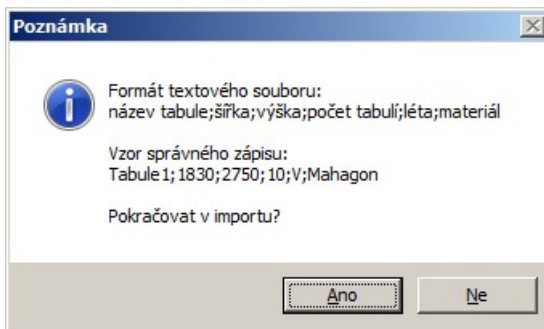 Poznámka
Formát textového souboru:
název tabule;šířka;výška;počet tabulí;léta;materiál
Vzor správného zápisu:
Tabule1;1830;2750;10;V;Mahagon
Pokračovat v importu?
Ano
Ne